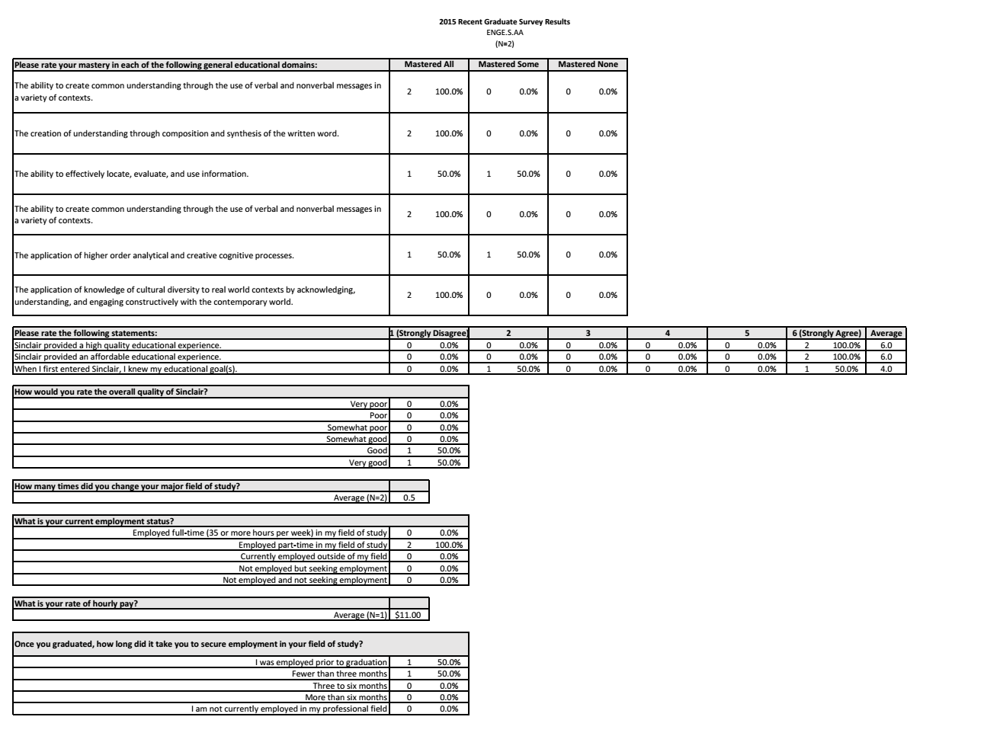 2015 Recent Graduate Survey Results
ENGE.S.AA
(N=2)
Please rate your mastery in each of the following general educational domains: Mastered All Mastered Some Mastered None
The ability to create common understanding through the use of verbal and nonverbal messages in
a variety of contexts. 2 100.0% 0 0.0% 0 0.0%
The creation of understanding through composition and synthesis of the written word. 2 100.0% 0 0.0% 0 0.0%
The ability to effectively locate, evaluate, and use information. 1 50.0% 1 50.0% 0 0.0%
The ability to create common understanding through the use of verbal and nonverbal messages in
a variety of contexts. 2 100.0% 0 0.0% 0 0.0%
The application of higher order analytical and creative cognitive processes. 1 50.0% 1 50.0% 0 0.0%
The application of knowledge of cultural diversity to real world contexts by acknowledging,
understanding, and engaging constructively with the contemporary world. 2 100.0% 0 0.0% 0 0.0%
Please rate the following statements: 1 (Strongly Disagree) 2 3 4 5 6 (Strongly Agree) Average
Sinclair provided a high quality educational experience. 0 0.0% 0 0.0% 0 0.0% 0 0.0% 0 0.0% 2 100.0% 6.0
Sinclair provided an affordable educational experience. 0 0.0% 0 0.0% 0 0.0% 0 0.0% 0 0.0% 2 100.0% 6.0
When I first entered Sinclair, I knew my educational goal(s). 0 0.0% 1 50.0% 0 0.0% 0 0.0% 0 0.0% 1 50.0% 4.0
How would you rate the overall quality of Sinclair?
Very poor 0 0.0%
Poor 0 0.0%
Somewhat poor 0 0.0%
Somewhat good 0 0.0%
Good 1 50.0%
Very good 1 50.0%
How many times did you change your major field of study?
Average (N=2) 0.5
What is your current employment status?
Employed full-time (35 or more hours per week) in my field of study 0 0.0%
Employed part-time in my field of study 2 100.0%
Currently employed outside of my field 0 0.0%
Not employed but seeking employment 0 0.0%
Not employed and not seeking employment 0 0.0%
What is your rate of hourly pay?
Average (N=1) $11.00
Once you graduated, how long did it take you to secure employment in your field of study?
I was employed prior to graduation 1 50.0%
Fewer than three months 1 50.0%
Three to six months 0 0.0%
More than six months 0 0.0%
I am not currently employed in my professional field 0 0.0%